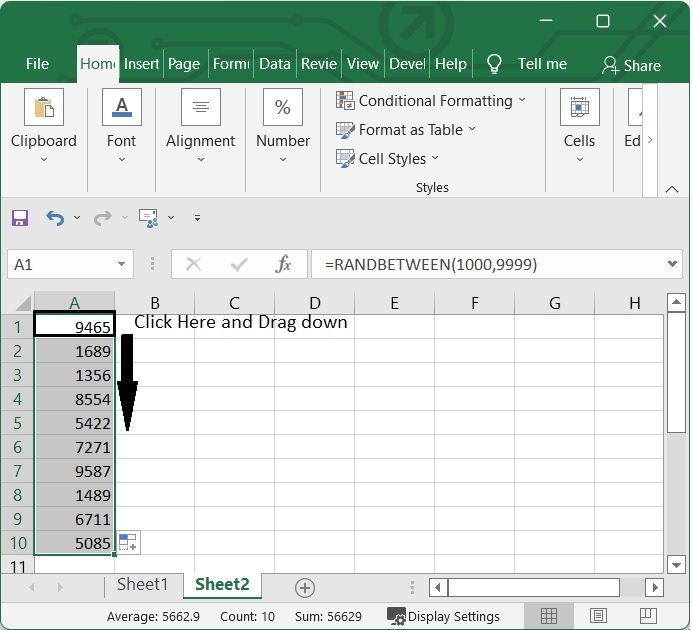 File Home Insert Page Formu Data Revie View Devel Help Tell me Share
Clipboard Font Alignment Number Conditional Formatting Format as Table Cell Styles Cells Ed
Styles
A1 fx =RANDBETWEEN(1000,9999)
A B C D E F G H
1 9465 Click Here and Drag down
2 1689
3 1356
4 8554
5 5422
6 7271
7 9587
8 1489
9 6711
10 5085
11
Sheet1 Sheet2
Average: 5662.9 Count: 10 Sum: 56629 Display Settings